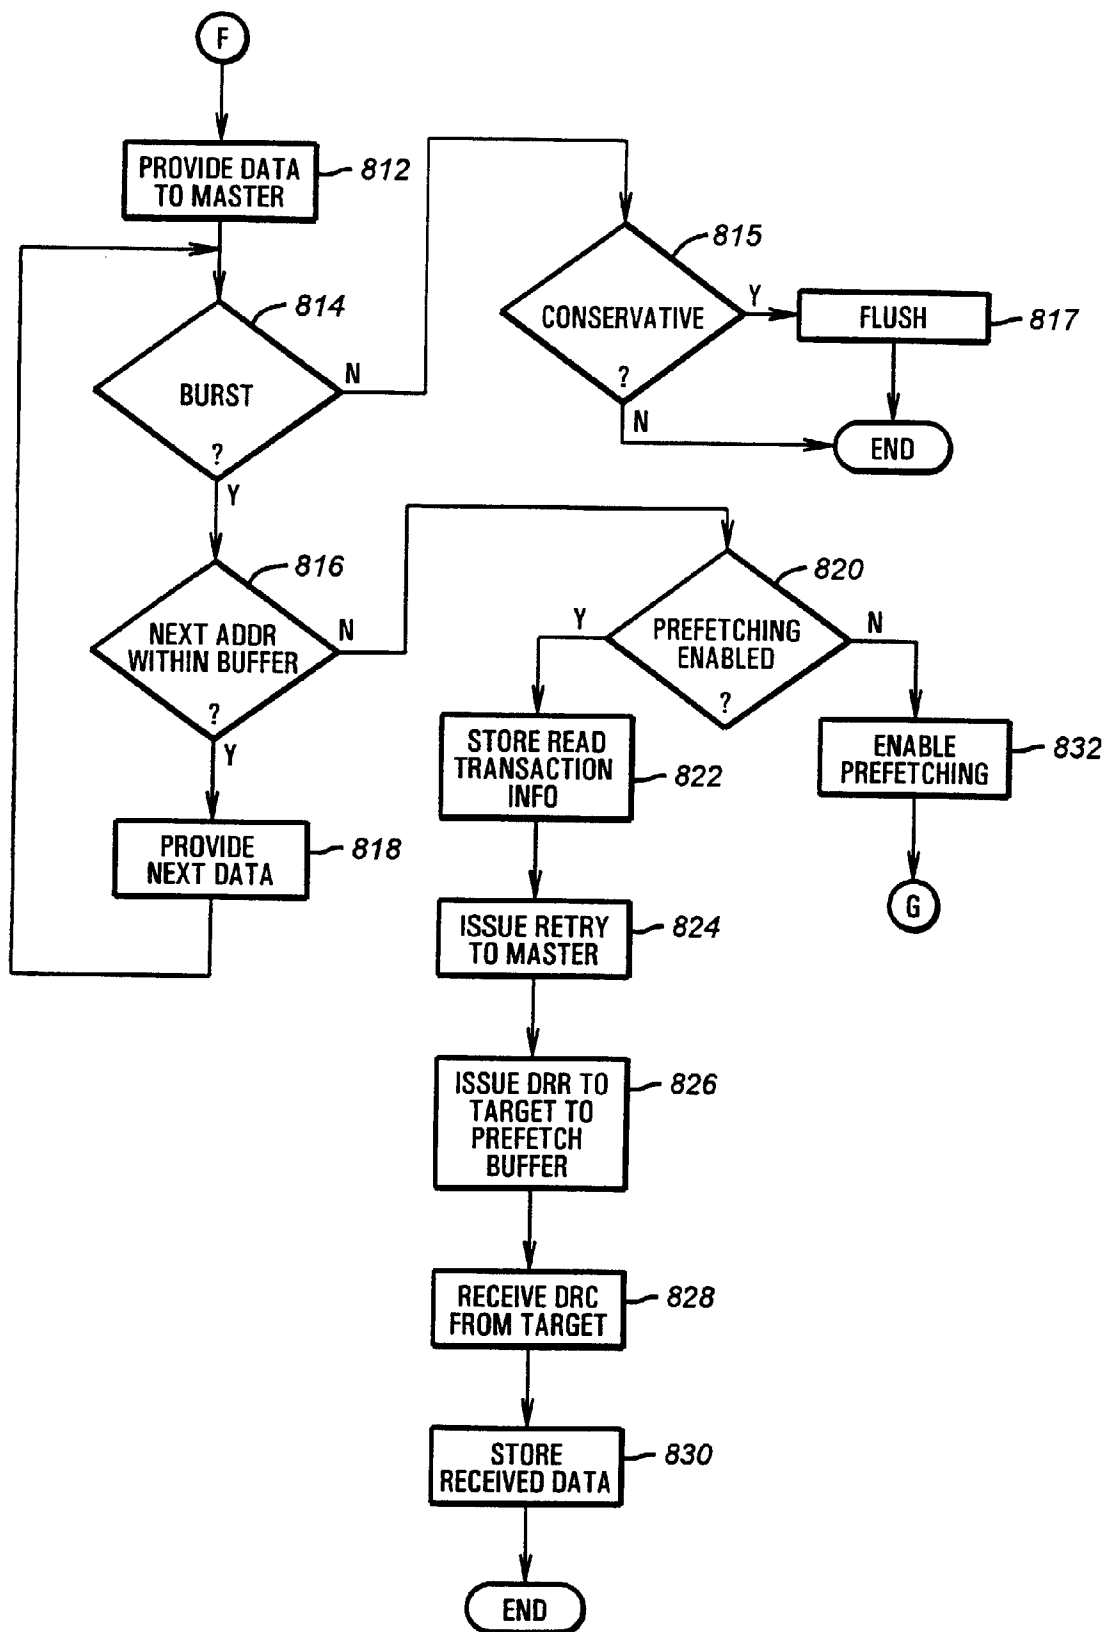 F
PROVIDE DATA
TO MASTER
812
814
BURST
?
N
Y
815
CONSERVATIVE
?
Y
N
FLUSH
817
END
816
NEXT ADDR
WITHIN BUFFER
?
N
Y
PROVIDE
NEXT DATA
818
820
PREFETCHING
ENABLED
?
Y
N
STORE READ
TRANSACTION
INFO
822
ENABLE
PREFETCHING
832
G
ISSUE RETRY
TO MASTER
824
ISSUE DRR TO
TARGET TO
PREFETCH
BUFFER
826
RECEIVE DRC
FROM TARGET
828
STORE
RECEIVED DATA
830
END